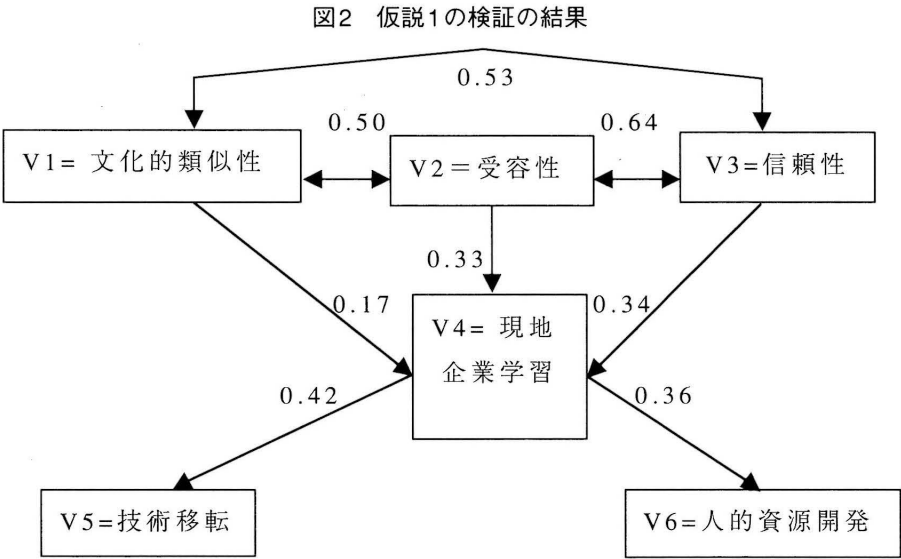 図2 仮説1の検証の結果
0.53
0.50
0.64
V1= 文化的類似性
V2=受容性
V3=信頼性
0.33
0.17
0.34
V4= 現地
企業学習
0.42
0.36
V5=技術移転
V6=人的資源開発